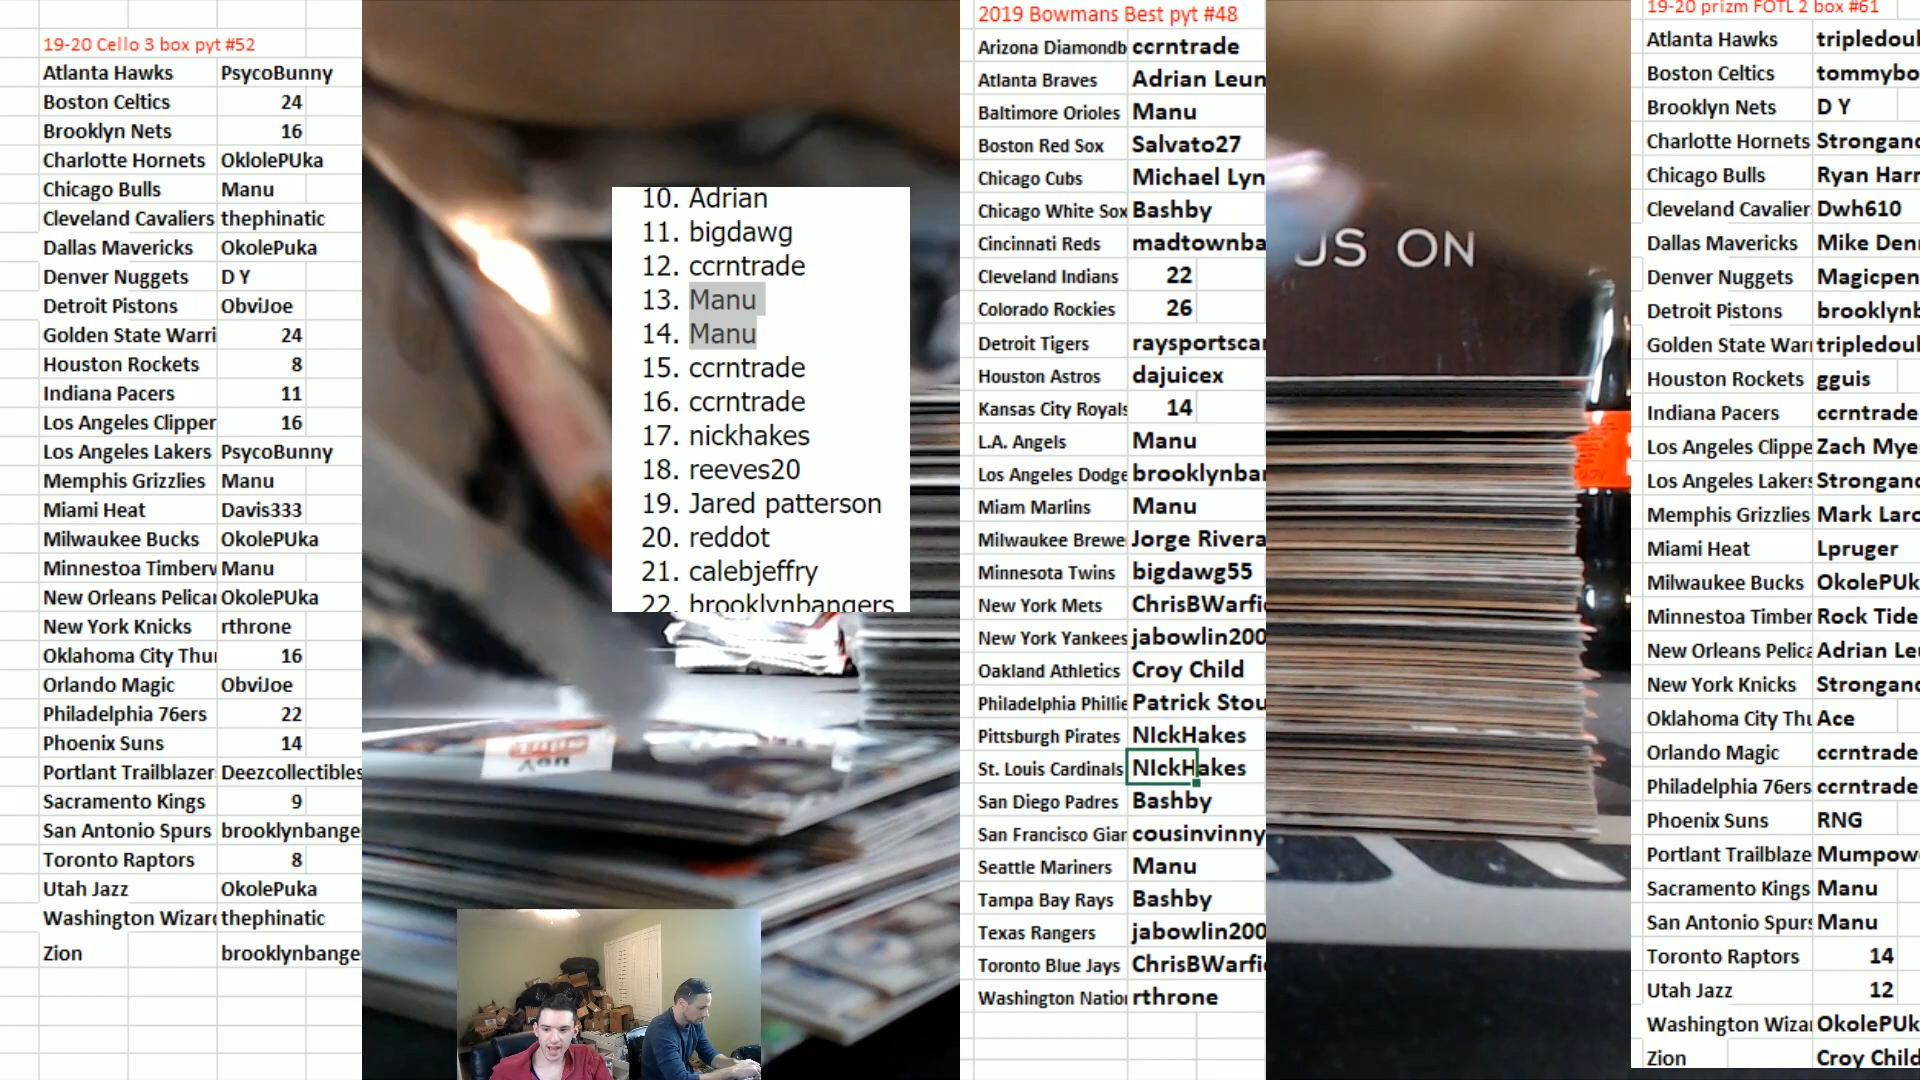 19-20 Cello 3 box pyt #52
Atlanta Hawks PsycoBunny
Boston Celtics 24
Brooklyn Nets 16
Charlotte Hornets OklolePUka
Chicago Bulls Manu
Cleveland Cavaliers thephinatic
Dallas Mavericks OkolePuka
Denver Nuggets D Y
Detroit Pistons ObviJoe
Golden State Warri 24
Houston Rockets 8
Indiana Pacers 11
Los Angeles Clipper 16
Los Angeles Lakers PsycoBunny
Memphis Grizzlies Manu
Miami Heat Davis333
Milwaukee Bucks OkolePUka
Minnestoa Timberv Manu
New Orleans Pelica OkolePUka
New York Knicks rthrone
Oklahoma City Thu 16
Orlando Magic ObviJoe
Philadelphia 76ers 22
Phoenix Suns 14
Portlant Trailblazer Deezcollectibles
Sacramento Kings 9
San Antonio Spurs brooklynbange
Toronto Raptors 8
Utah Jazz OkolePuka
Washington Wizard thephinatic
Zion brooklynbange
10. Adrian
11. bigdawg
12. ccrntrade
13. Manu
14. Manu
15. ccrntrade
16. ccrntrade
17. nickhakes
18. reeves20
19. Jared patterson
20. reddot
21. calebjeffry
22. brooklynbangers
2019 Bowmans Best pyt #48
Arizona Diamondb ccrntrade
Atlanta Braves Adrian Leun
Baltimore Orioles Manu
Boston Red Sox Salvato27
Chicago Cubs Michael Lyn
Chicago White Sox Bashby
Cincinnati Reds madtownba
Cleveland Indians 22
Colorado Rockies 26
Detroit Tigers raysportscar
Houston Astros dajuicex
Kansas City Royals 14
L.A. Angels Manu
Los Angeles Dodge brooklynbar
Miam Marlins Manu
Milwaukee Brewe Jorge Rivera
Minnesota Twins bigdawg55
New York Mets ChrisBWarfi
New York Yankees jabowlin200
Oakland Athletics Croy Child
Philadelphia Phillie Patrick Stou
Pittsburgh Pirates NIckHakes
St. Louis Cardinals NIckHakes
San Diego Padres Bashby
San Francisco Giar cousinvinny
Seattle Mariners Manu
Tampa Bay Rays Bashby
Texas Rangers jabowlin200
Toronto Blue Jays ChrisBWarfi
Washington Natio rthrone
US ON
19-20 prizm FOTL 2 box #61
Atlanta Hawks tripledoul
Boston Celtics tommybo
Brooklyn Nets D Y
Charlotte Hornets Strongand
Chicago Bulls Ryan Harr
Cleveland Cavalier Dwh610
Dallas Mavericks Mike Denn
Denver Nuggets Magicpen
Detroit Pistons brooklynb
Golden State Warr tripledoul
Houston Rockets gguis
Indiana Pacers ccrntrade
Los Angeles Clippe Zach Mye
Los Angeles Lakers Strongand
Memphis Grizzlies Mark Laro
Miami Heat Lpruger
Milwaukee Bucks OkolePUk
Minnestoa Timber Rock Tide
New Orleans Pelica Adrian Leu
New York Knicks Strongand
Oklahoma City Thu Ace
Orlando Magic ccrntrade
Philadelphia 76ers ccrntrade
Phoenix Suns RNG
Portlant Trailblaze Mumpow
Sacramento Kings Manu
San Antonio Spurs Manu
Toronto Raptors 14
Utah Jazz 12
Washington Wiza OkolePUk
Zion Croy Child